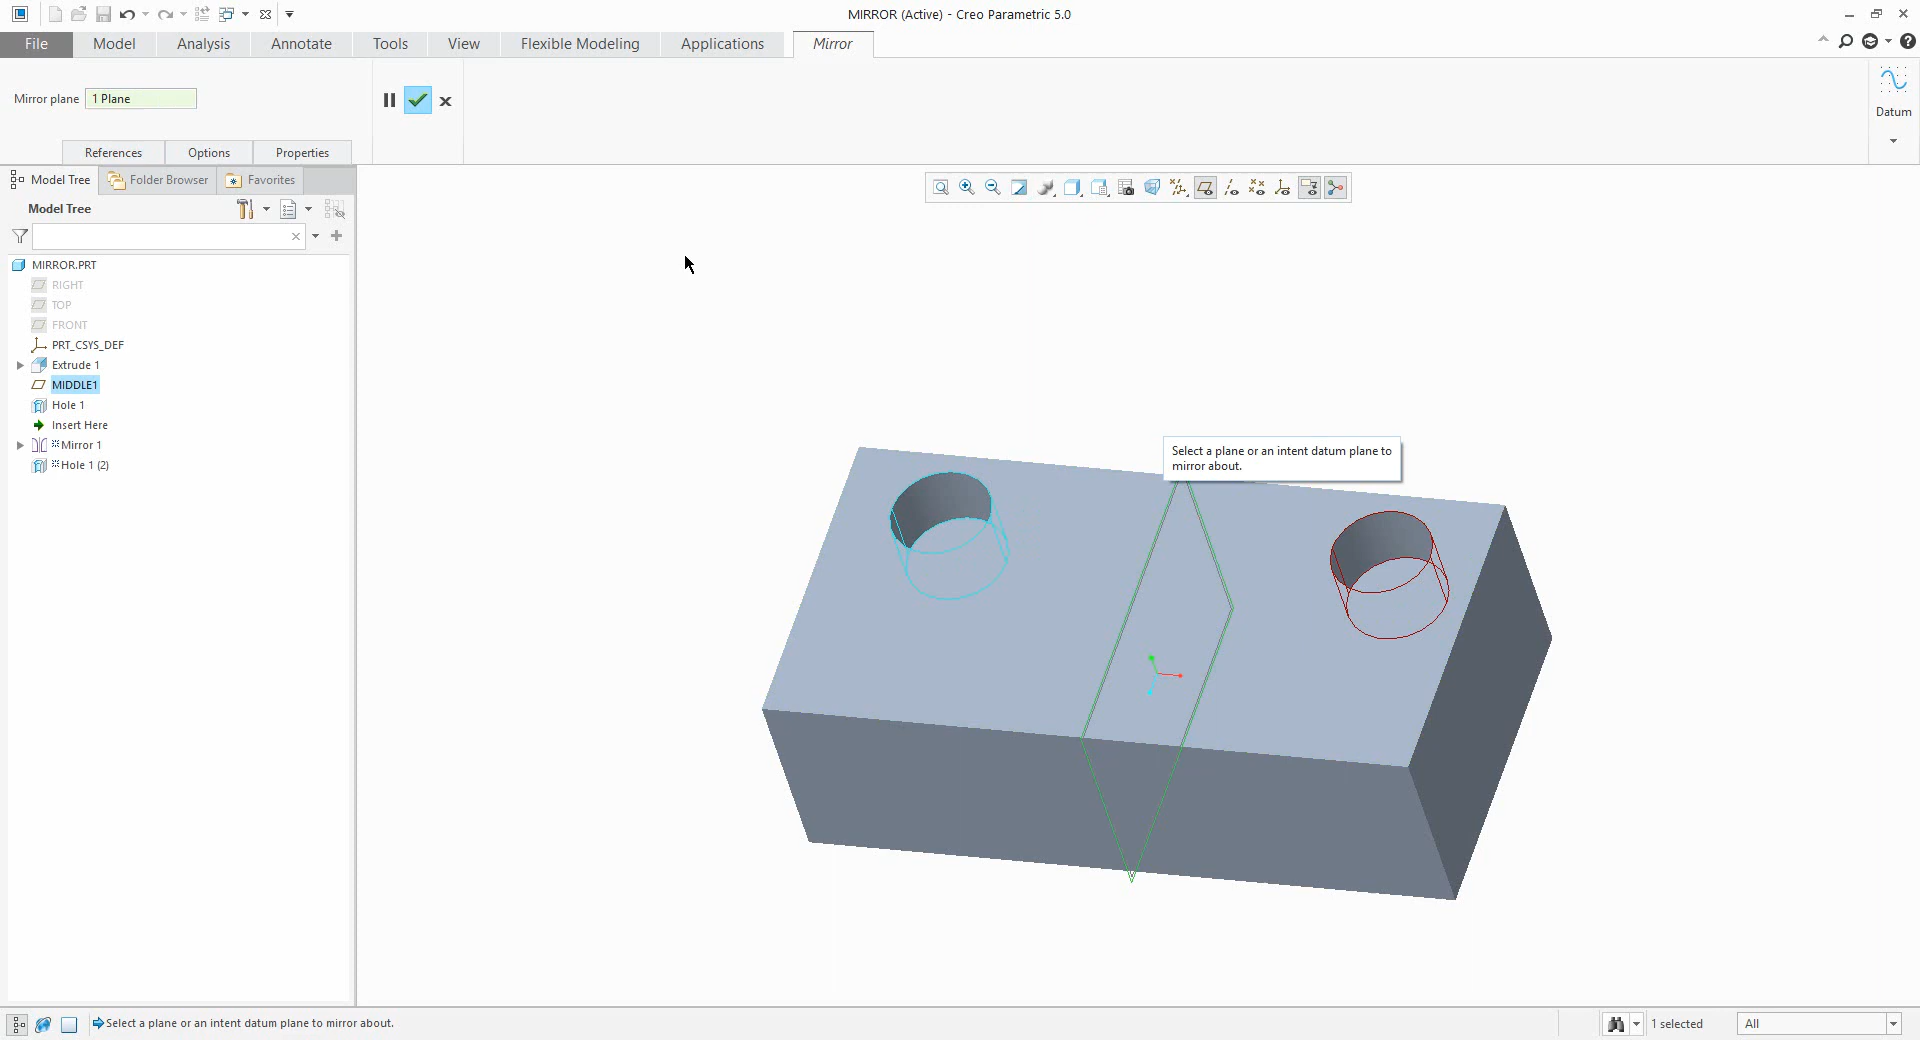 MIRROR (Active) - Creo Parametric 5.0
File
Model
Analysis
Annotate
Tools
View
Flexible Modeling
Applications
Mirror
Mirror plane
1 Plane
References
Options
Properties
Datum
Model Tree
Folder Browser
Favorites
Model Tree
MIRROR.PRT
RIGHT
TOP
FRONT
PRT_CSYS_DEF
Extrude 1
MIDDLE1
Hole 1
Insert Here
Mirror 1
Hole 1 (2)
Select a plane or an intent datum plane to
mirror about.
Select a plane or an intent datum plane to mirror about.
1 selected
All